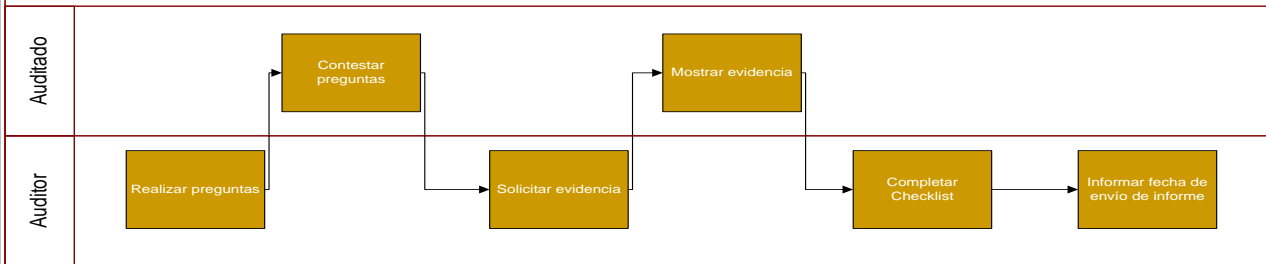 Auditado
Contestar
preguntas
Mostrar evidencia
Auditor
Realizar preguntas
Solicitar evidencia
Completar
Checklist
Informar fecha de
envío de informe